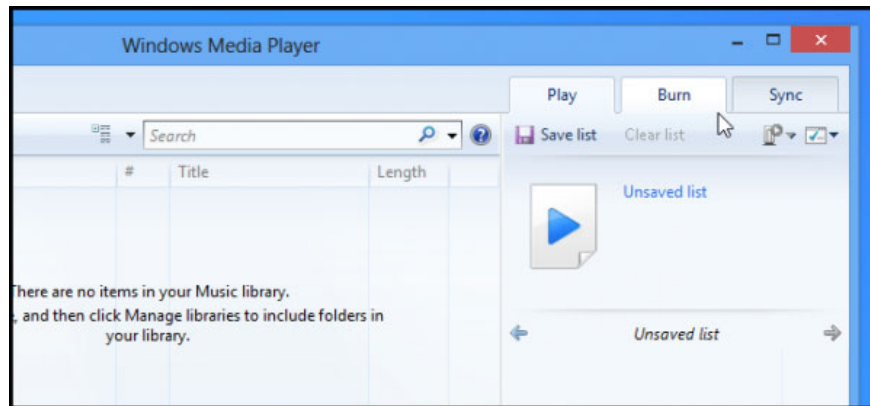 Windows Media Player
Play Burn Sync
Search
Save list Clear list
# Title Length
Unsaved list
There are no items in your Music library.
, and then click Manage libraries to include folders in
your library.
Unsaved list